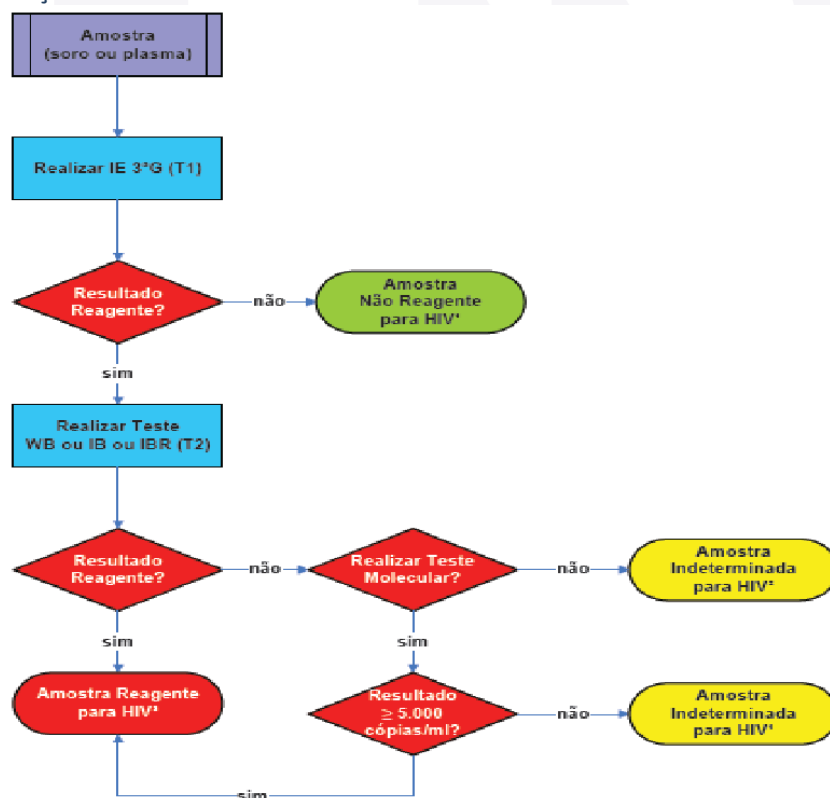 Amostra
(soro ou plasma)
Realizar IE 3ªG (T1)
Resultado
Reagente?
não
Amostra
Não Reagente
para HIV¹
sim
Realizar Teste
WB ou IB ou IBR (T2)
Resultado
Reagente?
não
Realizar Teste
Molecular?
não
Amostra
Indeterminada
para HIV²
sim
sim
Amostra Reagente
para HIV³
Resultado
≥ 5.000
cópias/ml?
não
Amostra
Indeterminada
para HIV⁴
sim